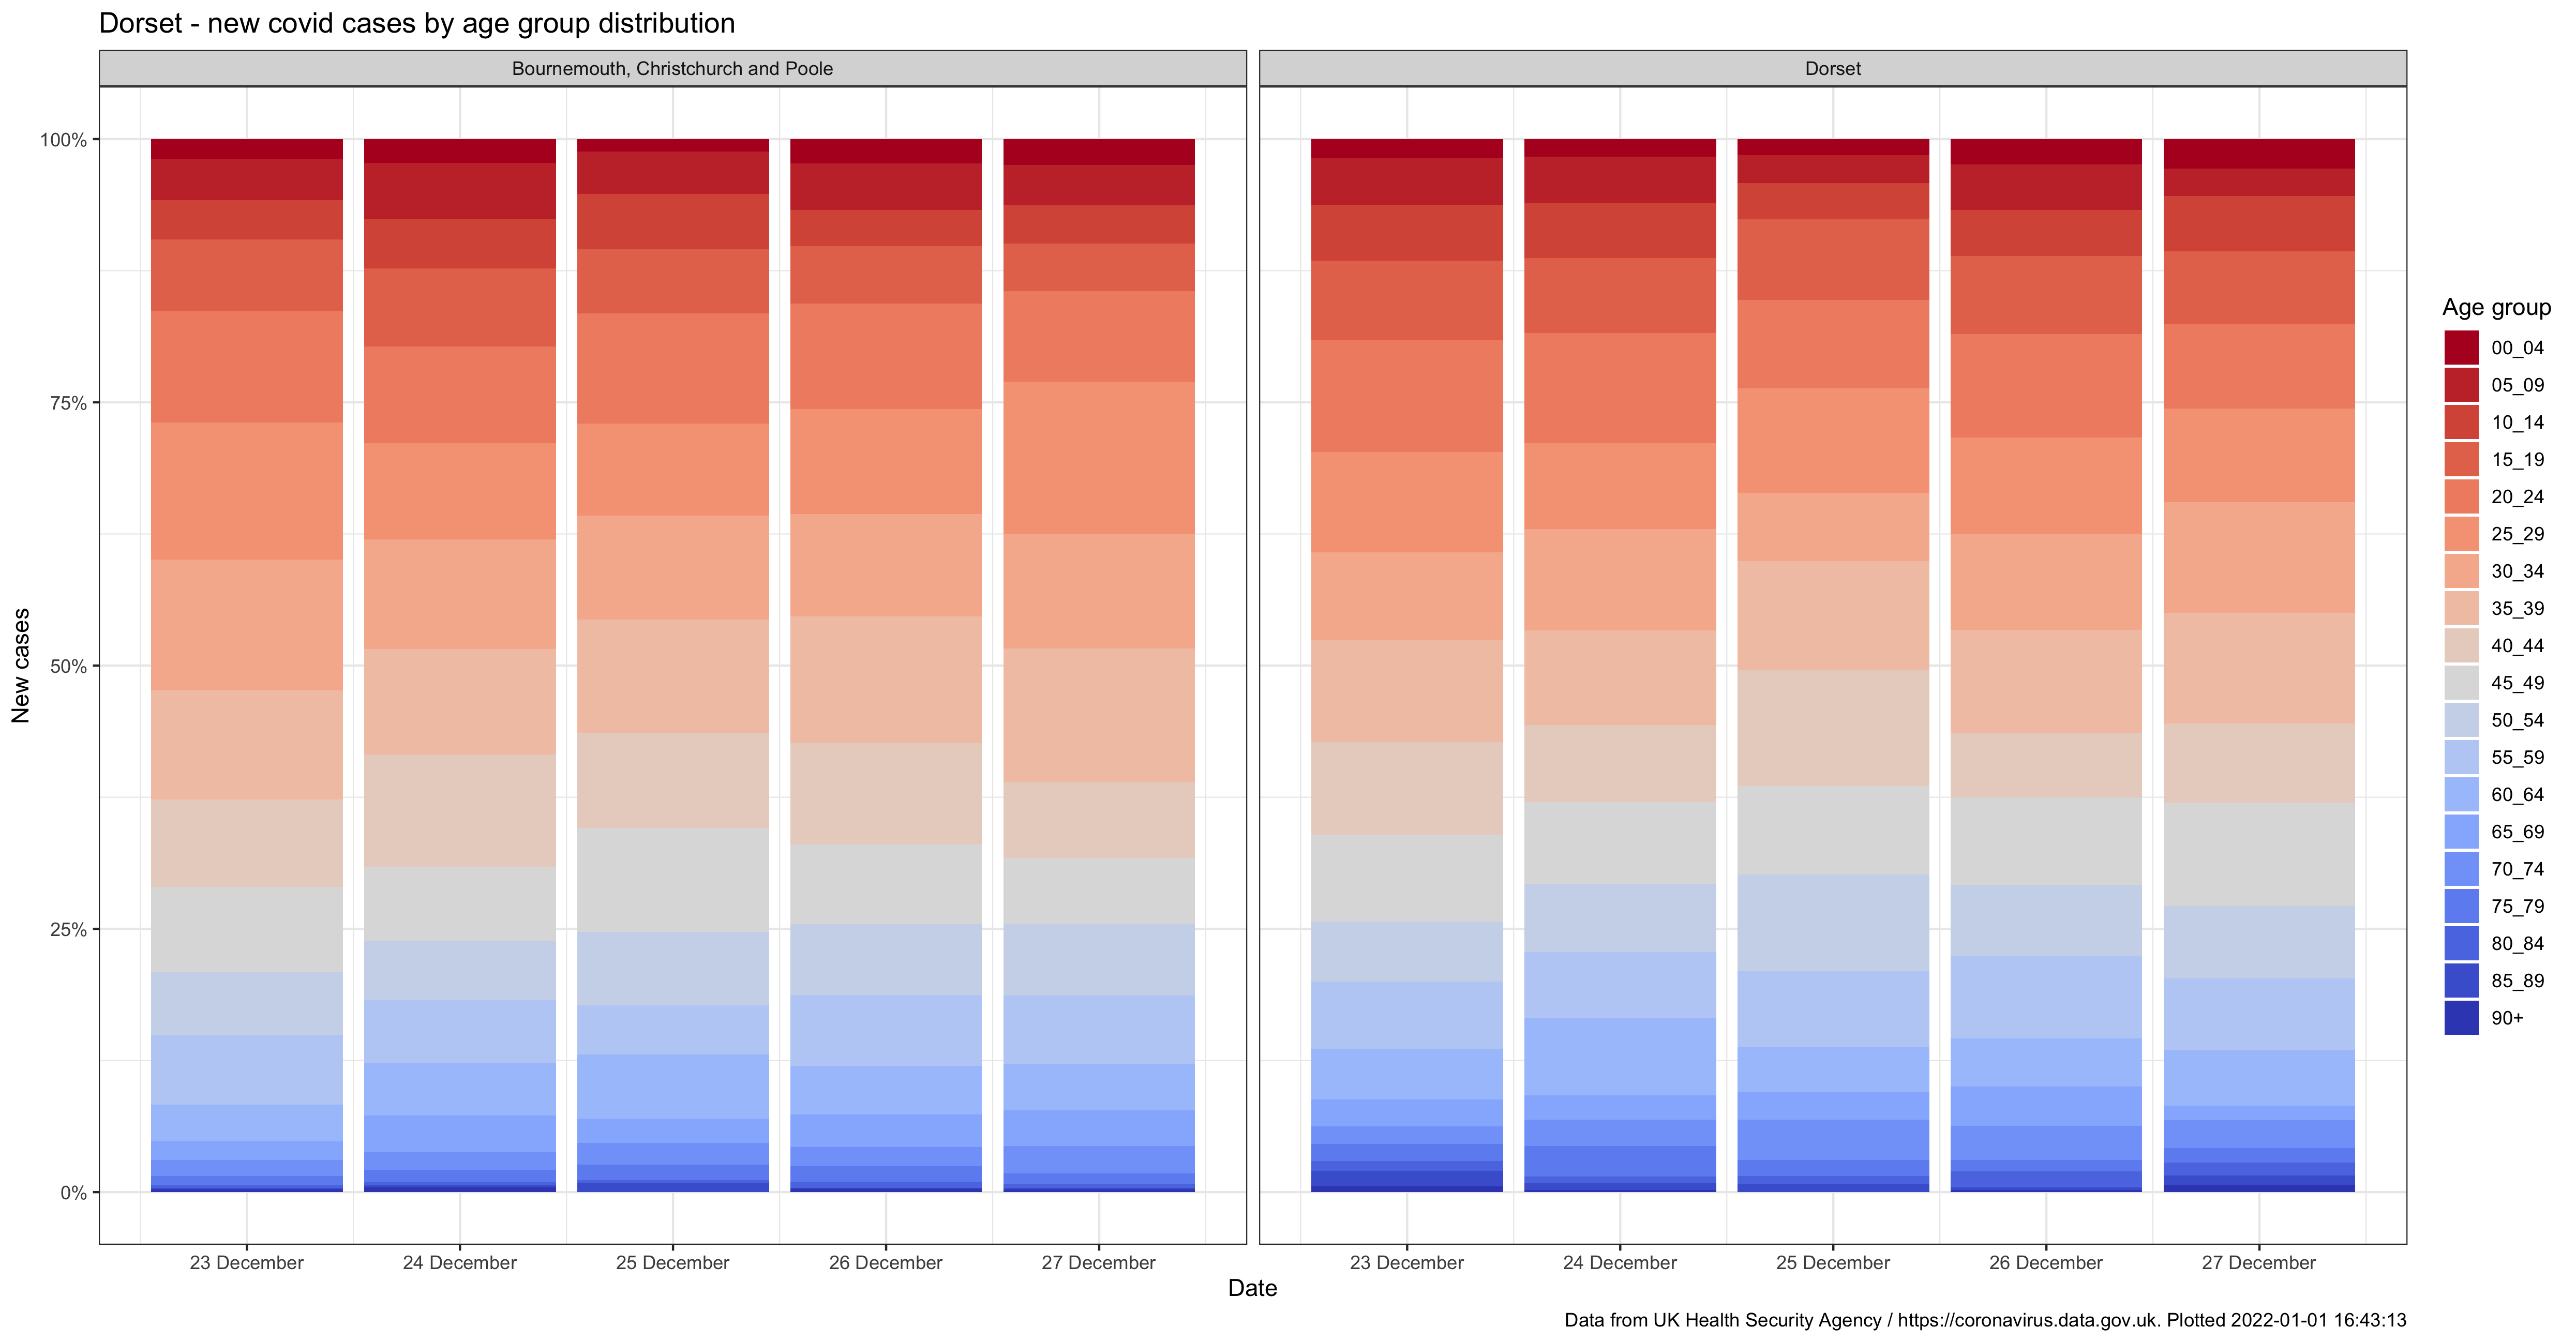 Dorset - new covid cases by age group distribution
Bournemouth, Christchurch and Poole
Dorset
New cases
100%
75%
50%
25%
0%
23 December
24 December
25 December
26 December
27 December
23 December
24 December
25 December
26 December
27 December
Date
Age group
00_04
05_09
10_14
15_19
20_24
25_29
30_34
35_39
40_44
45_49
50_54
55_59
60_64
65_69
70_74
75_79
80_84
85_89
90+
Data from UK Health Security Agency / https://coronavirus.data.gov.uk. Plotted 2022-01-01 16:43:13